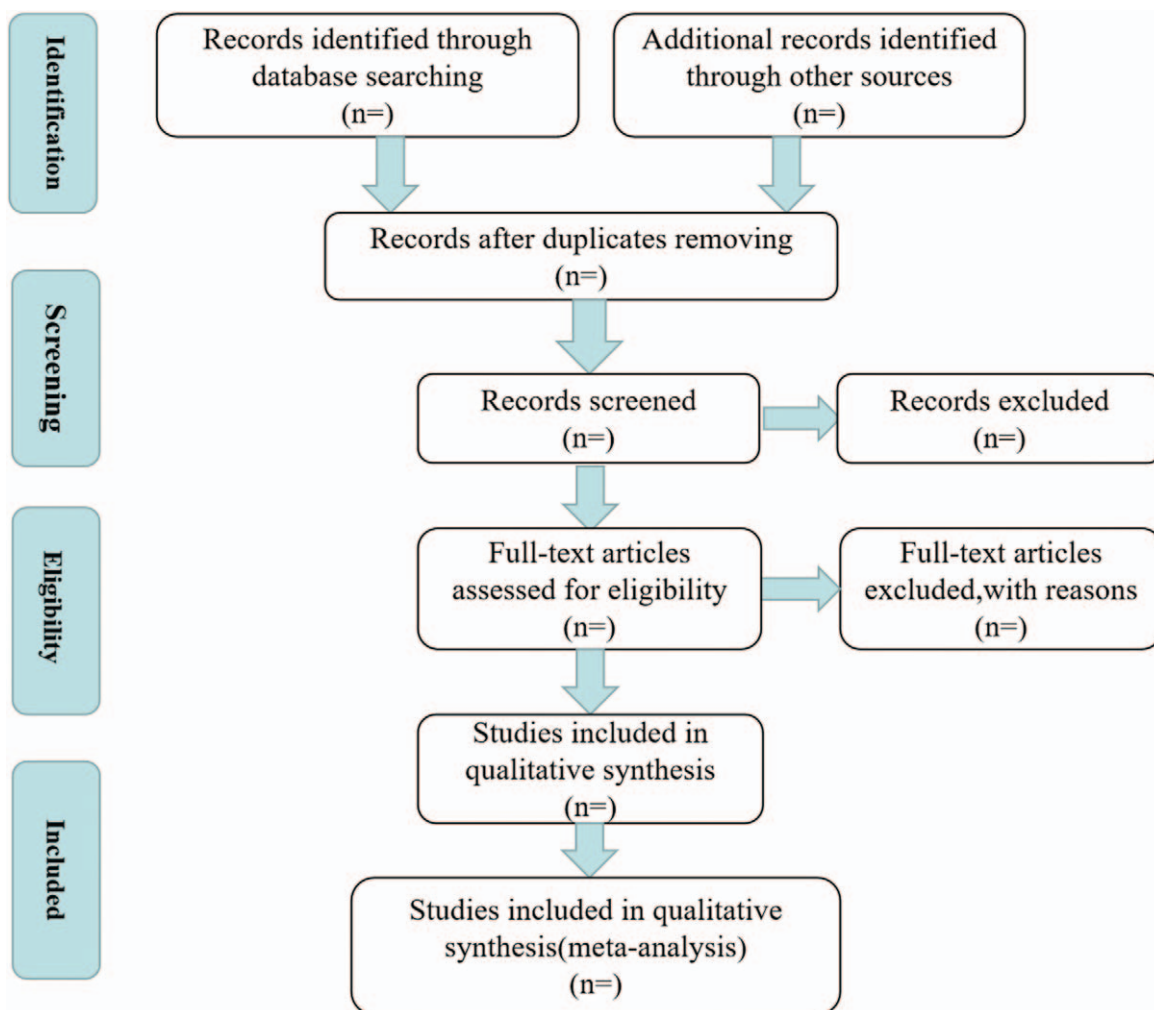 Identification
Records identified through
database searching
(n=)
Additional records identified
through other sources
(n=)
Records after duplicates removing
(n=)
Screening
Records screened
(n=)
Records excluded
(n=)
Eligibility
Full-text articles
assessed for eligibility
(n=)
Full-text articles
excluded,with reasons
(n=)
Studies included in
qualitative synthesis
(n=)
Included
Studies included in qualitative
synthesis(meta-analysis)
(n=)